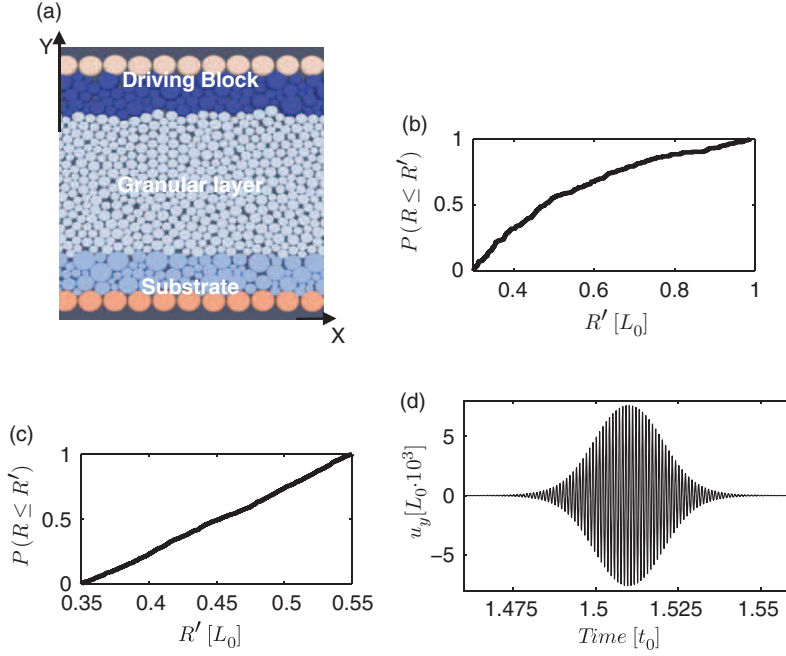 (a)
Y
Driving Block
Granular layer
Substrate
X
(b)
1
0.5
0
P (R ≤ R′)
0.4 0.6 0.8 1
R′ [L₀]
(c)
1
0.5
0
P (R ≤ R′)
0.35 0.4 0.45 0.5 0.55
R′ [L₀]
(d)
5
0
−5
u_y[L₀·10³]
1.475 1.5 1.525 1.55
Time [t₀]